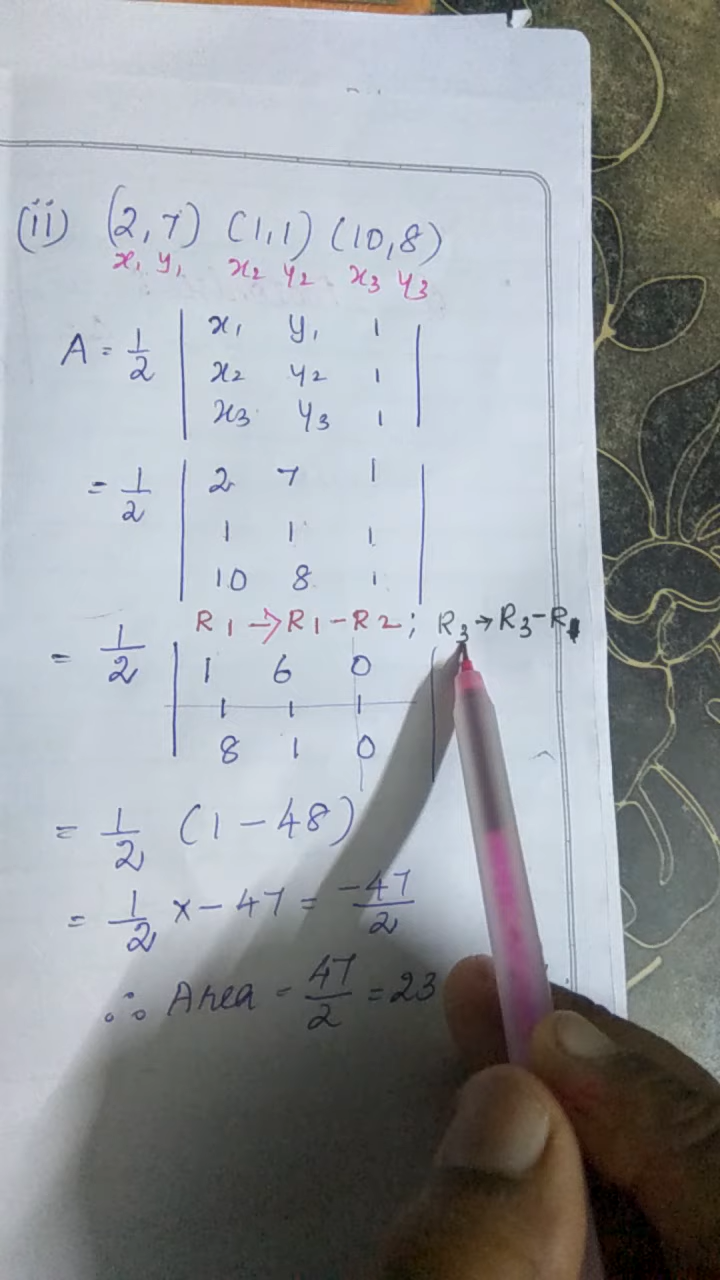 (ii) (2,7) (1,1) (10,8)
x₁ y₁ x₂ y₂ x₃ y₃
A = 1/2 | x₁ y₁ 1 |
| x₂ y₂ 1 |
| x₃ y₃ 1 |
= 1/2 | 2 7 1 |
| 1 1 1 |
| 10 8 1 |
R₁ → R₁ - R₂ ; R₃ → R₃ - R₁
= 1/2 | 1 6 0 |
| 1 1 1 |
| 8 1 0 |
= 1/2 (1 - 48)
= 1/2 × - 47 = -47/2
∴ Area = 47/2 = 23